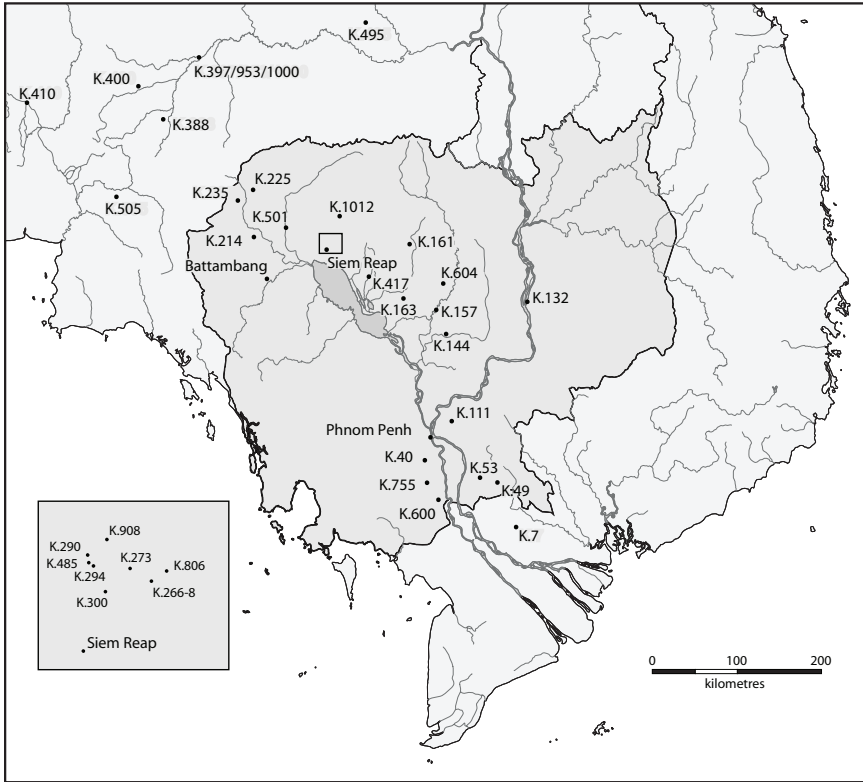 K.495
K.397/953/1000
K.400
K.410
K.388
K.225
K.235
K.505
K.1012
K.501
K.214
K.161
Siem Reap
Battambang
K.417
K.604
K.163
K.132
K.157
K.144
K.111
Phnom Penh
K.40
K.53
K.755
K.49
K.600
K.7
K.908
K.290
K.485
K.294
K.273
K.806
K.266-8
K.300
Siem Reap
0 100 200
kilometres